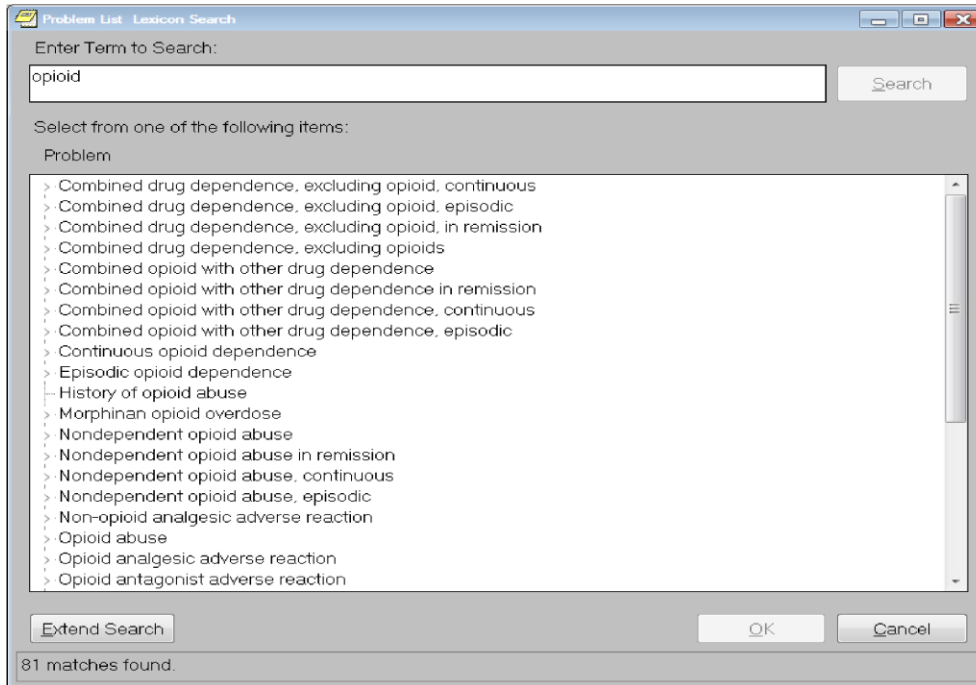 Problem List Lexicon Search
Enter Term to Search:
opioid
Search
Select from one of the following items:
Problem
Combined drug dependence, excluding opioid, continuous
Combined drug dependence, excluding opioid, episodic
Combined drug dependence, excluding opioid, in remission
Combined drug dependence, excluding opioids
Combined opioid with other drug dependence
Combined opioid with other drug dependence in remission
Combined opioid with other drug dependence, continuous
Combined opioid with other drug dependence, episodic
Continuous opioid dependence
Episodic opioid dependence
History of opioid abuse
Morphinan opioid overdose
Nondependent opioid abuse
Nondependent opioid abuse in remission
Nondependent opioid abuse, continuous
Nondependent opioid abuse, episodic
Non-opioid analgesic adverse reaction
Opioid abuse
Opioid analgesic adverse reaction
Opioid antagonist adverse reaction
Extend Search
OK
Cancel
81 matches found.